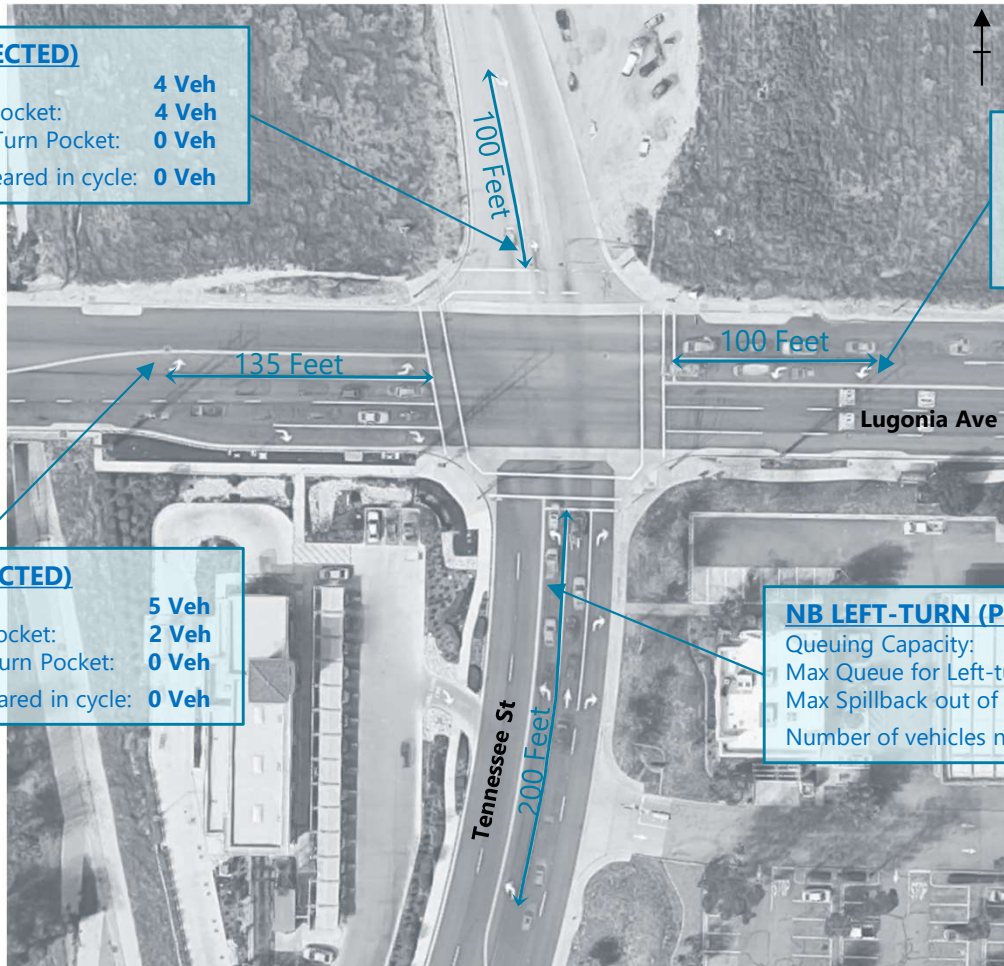 ECTED)
4 Veh
ocket: 4 Veh
Turn Pocket: 0 Veh
eared in cycle: 0 Veh
100 Feet
135 Feet
100 Feet
Lugonia Ave
CTED)
5 Veh
ocket: 2 Veh
urn Pocket: 0 Veh
ared in cycle: 0 Veh
NB LEFT-TURN (P
Queuing Capacity:
Max Queue for Left-t
Max Spillback out of
Number of vehicles n
Tennessee St
200 Feet